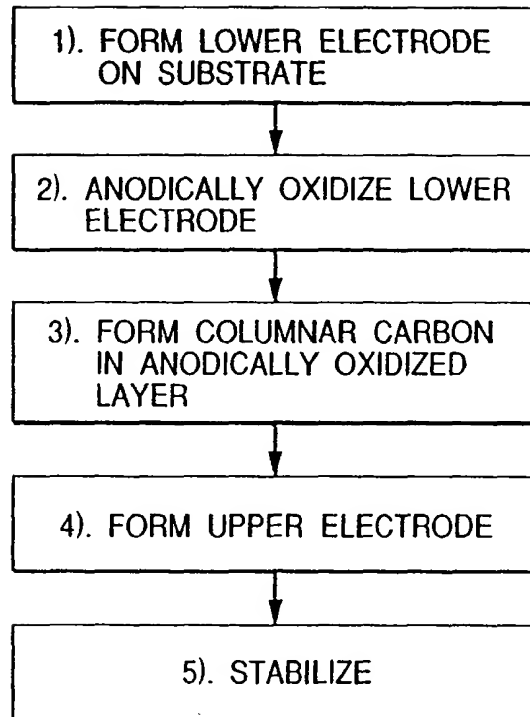 1). FORM LOWER ELECTRODE
ON SUBSTRATE
2). ANODICALLY OXIDIZE LOWER
ELECTRODE
3). FORM COLUMNAR CARBON
IN ANODICALLY OXIDIZED
LAYER
4). FORM UPPER ELECTRODE
5). STABILIZE